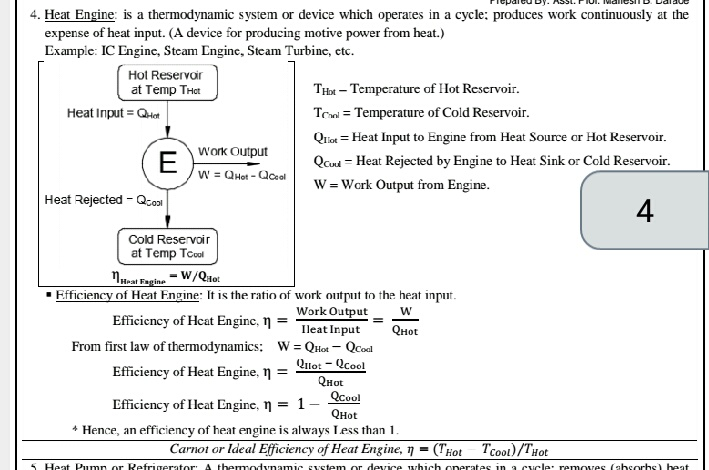 4. Heat Engine: is a thermodynamic system or device which operates in a cycle; produces work continuously at the
expense of heat input. (A device for producing motive power from heat.)
Example: IC Engine, Steam Engine, Steam Turbine, etc.
Hot Reservoir
at Temp THot
Heat Input = QHot
E
Work Output
W = QHot - QCool
Heat Rejected = QCool
Cold Reservoir
at Temp TCool
ηHeat Engine = W/QHot
THot – Temperature of Hot Reservoir.
TCool = Temperature of Cold Reservoir.
QHot = Heat Input to Engine from Heat Source or Hot Reservoir.
QCool = Heat Rejected by Engine to Heat Sink or Cold Reservoir.
W = Work Output from Engine.
4
▪ Efficiency of Heat Engine: It is the ratio of work output to the heat input.
Efficiency of Heat Engine, η = Work Output / Heat Input = W / QHot
From first law of thermodynamics; W = QHot − QCool
Efficiency of Heat Engine, η = QHot − QCool / QHot
Efficiency of Heat Engine, η = 1 − QCool / QHot
* Hence, an efficiency of heat engine is always Less than 1.
Carnot or Ideal Efficiency of Heat Engine, η = (THot − TCool)/THot
5. Heat Pump or Refrigerator: A thermodynamic system or device which operates in a cycle; removes (absorbs) heat